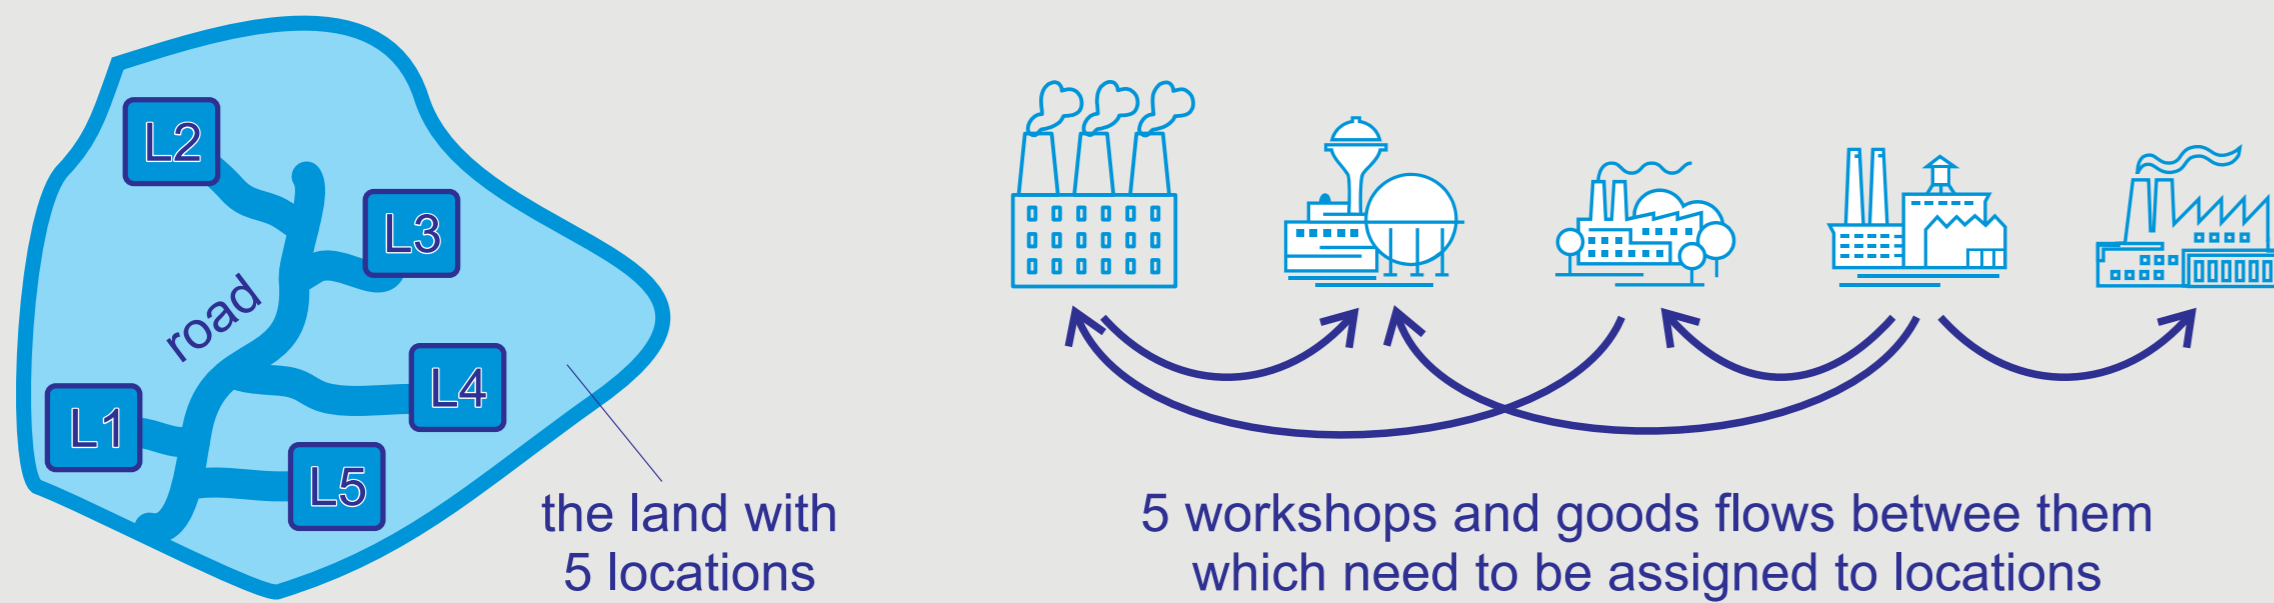 L2
L3
road
L4
L1
L5
the land with
5 locations
5 workshops and goods flows betwee them
which need to be assigned to locations